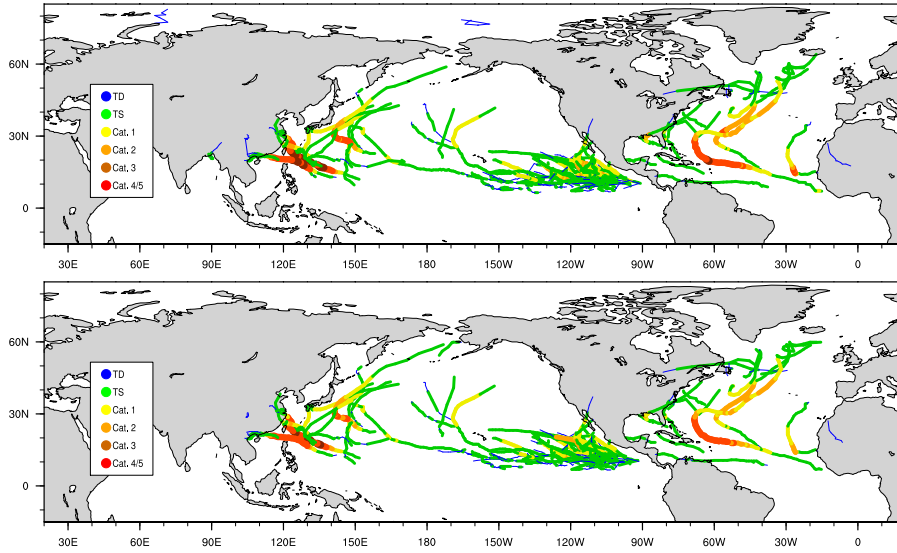 60N
30N
0
TD
TS
Cat. 1
Cat. 2
Cat. 3
Cat. 4/5
30E 60E 90E 120E 150E 180 150W 120W 90W 60W 30W 0
60N
30N
0
TD
TS
Cat. 1
Cat. 2
Cat. 3
Cat. 4/5
30E 60E 90E 120E 150E 180 150W 120W 90W 60W 30W 0